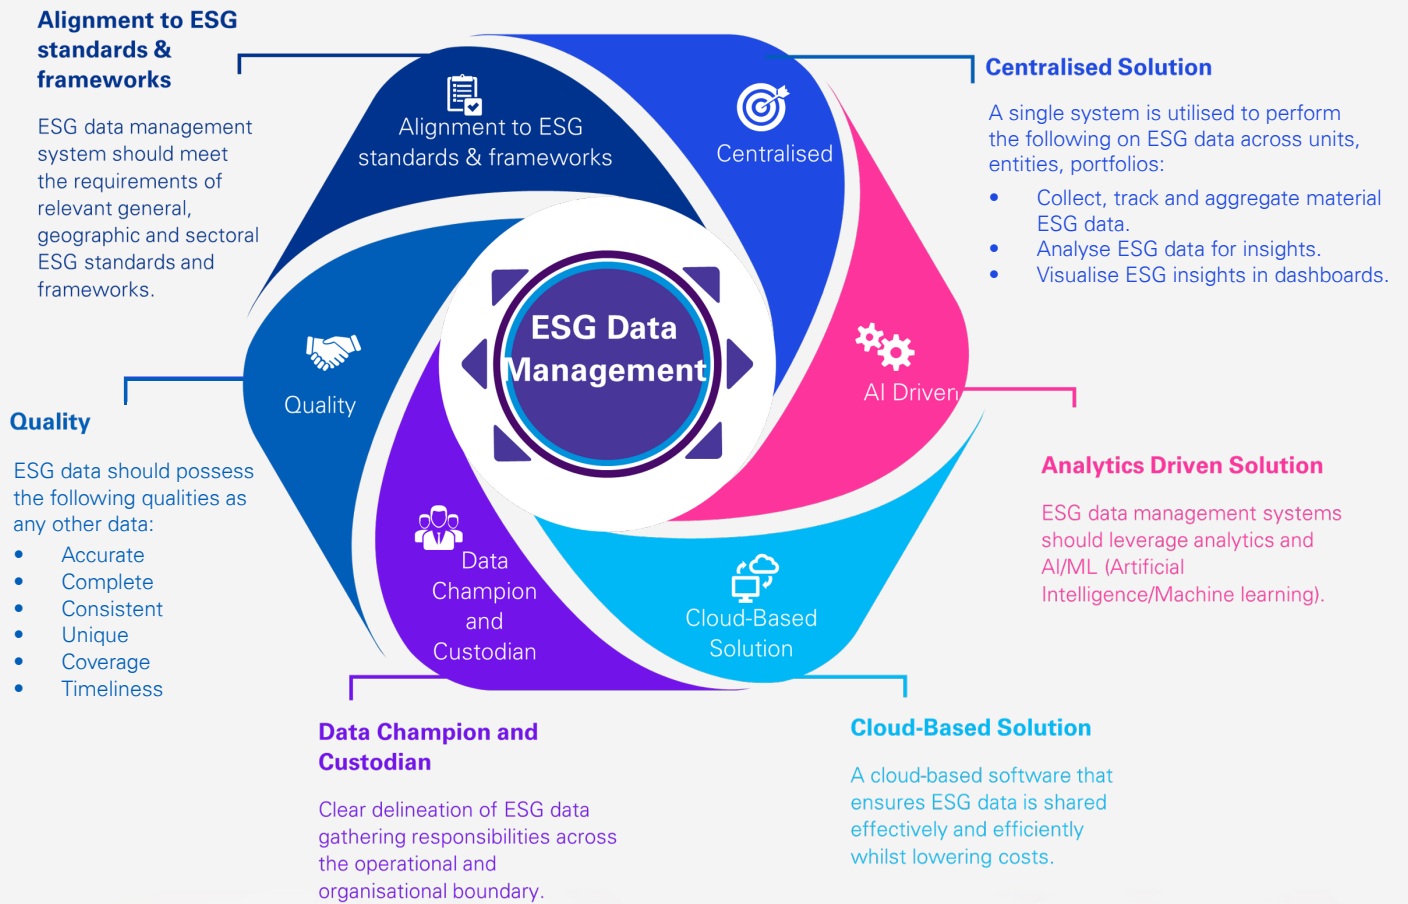 Alignment to ESG
standards &
frameworks
ESG data management
system should meet
the requirements of
relevant general,
geographic and sectoral
ESG standards and
frameworks.
Alignment to ESG
standards & frameworks
Centralised
Centralised Solution
A single system is utilised to perform
the following on ESG data across units,
entities, portfolios:
• Collect, track and aggregate material
ESG data.
• Analyse ESG data for insights.
• Visualise ESG insights in dashboards.
ESG Data
Management
Quality
AI Driven
Quality
ESG data should possess
the following qualities as
any other data:
• Accurate
• Complete
• Consistent
• Unique
• Coverage
• Timeliness
Analytics Driven Solution
ESG data management systems
should leverage analytics and
AI/ML (Artificial
Intelligence/Machine learning).
Data
Champion
and
Custodian
Cloud-Based
Solution
Data Champion and
Custodian
Clear delineation of ESG data
gathering responsibilities across
the operational and
organisational boundary.
Cloud-Based Solution
A cloud-based software that
ensures ESG data is shared
effectively and efficiently
whilst lowering costs.